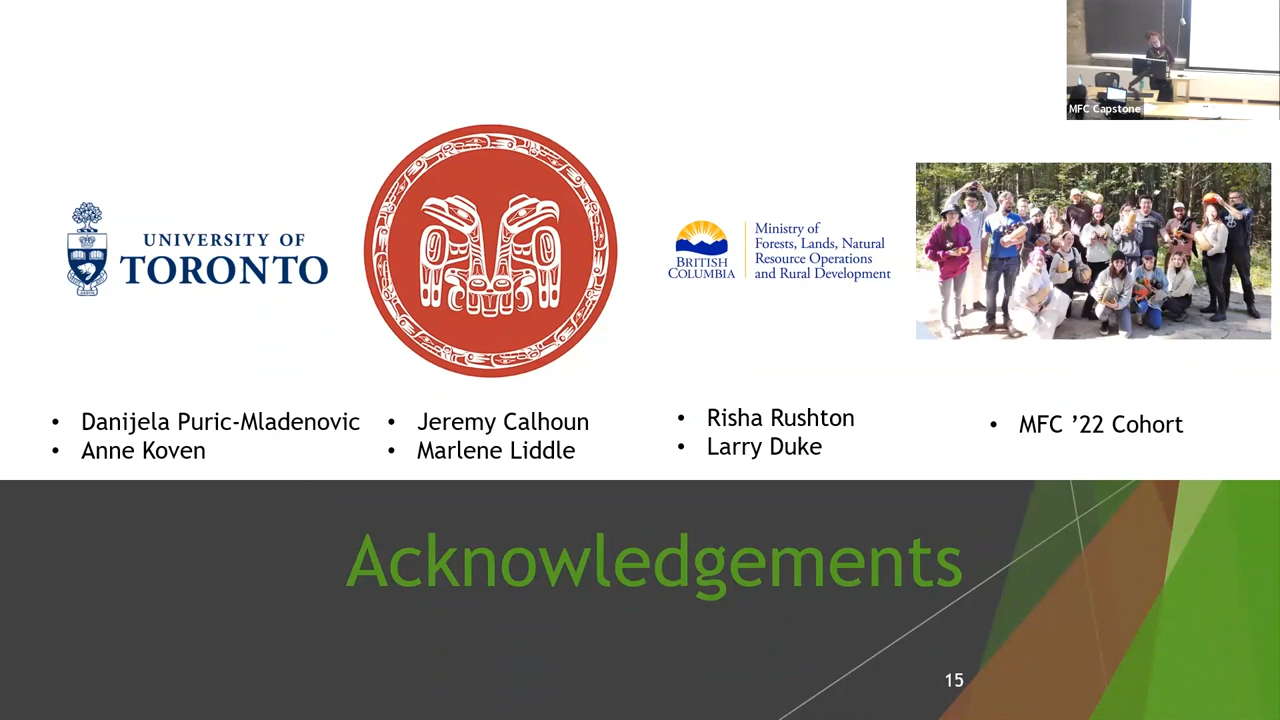 MFC Capstone
UNIVERSITY OF
TORONTO
BRITISH
COLUMBIA
Ministry of
Forests, Lands, Natural
Resource Operations
and Rural Development
• Danijela Puric-Mladenovic
• Anne Koven
• Jeremy Calhoun
• Marlene Liddle
• Risha Rushton
• Larry Duke
• MFC ’22 Cohort
Acknowledgements
15